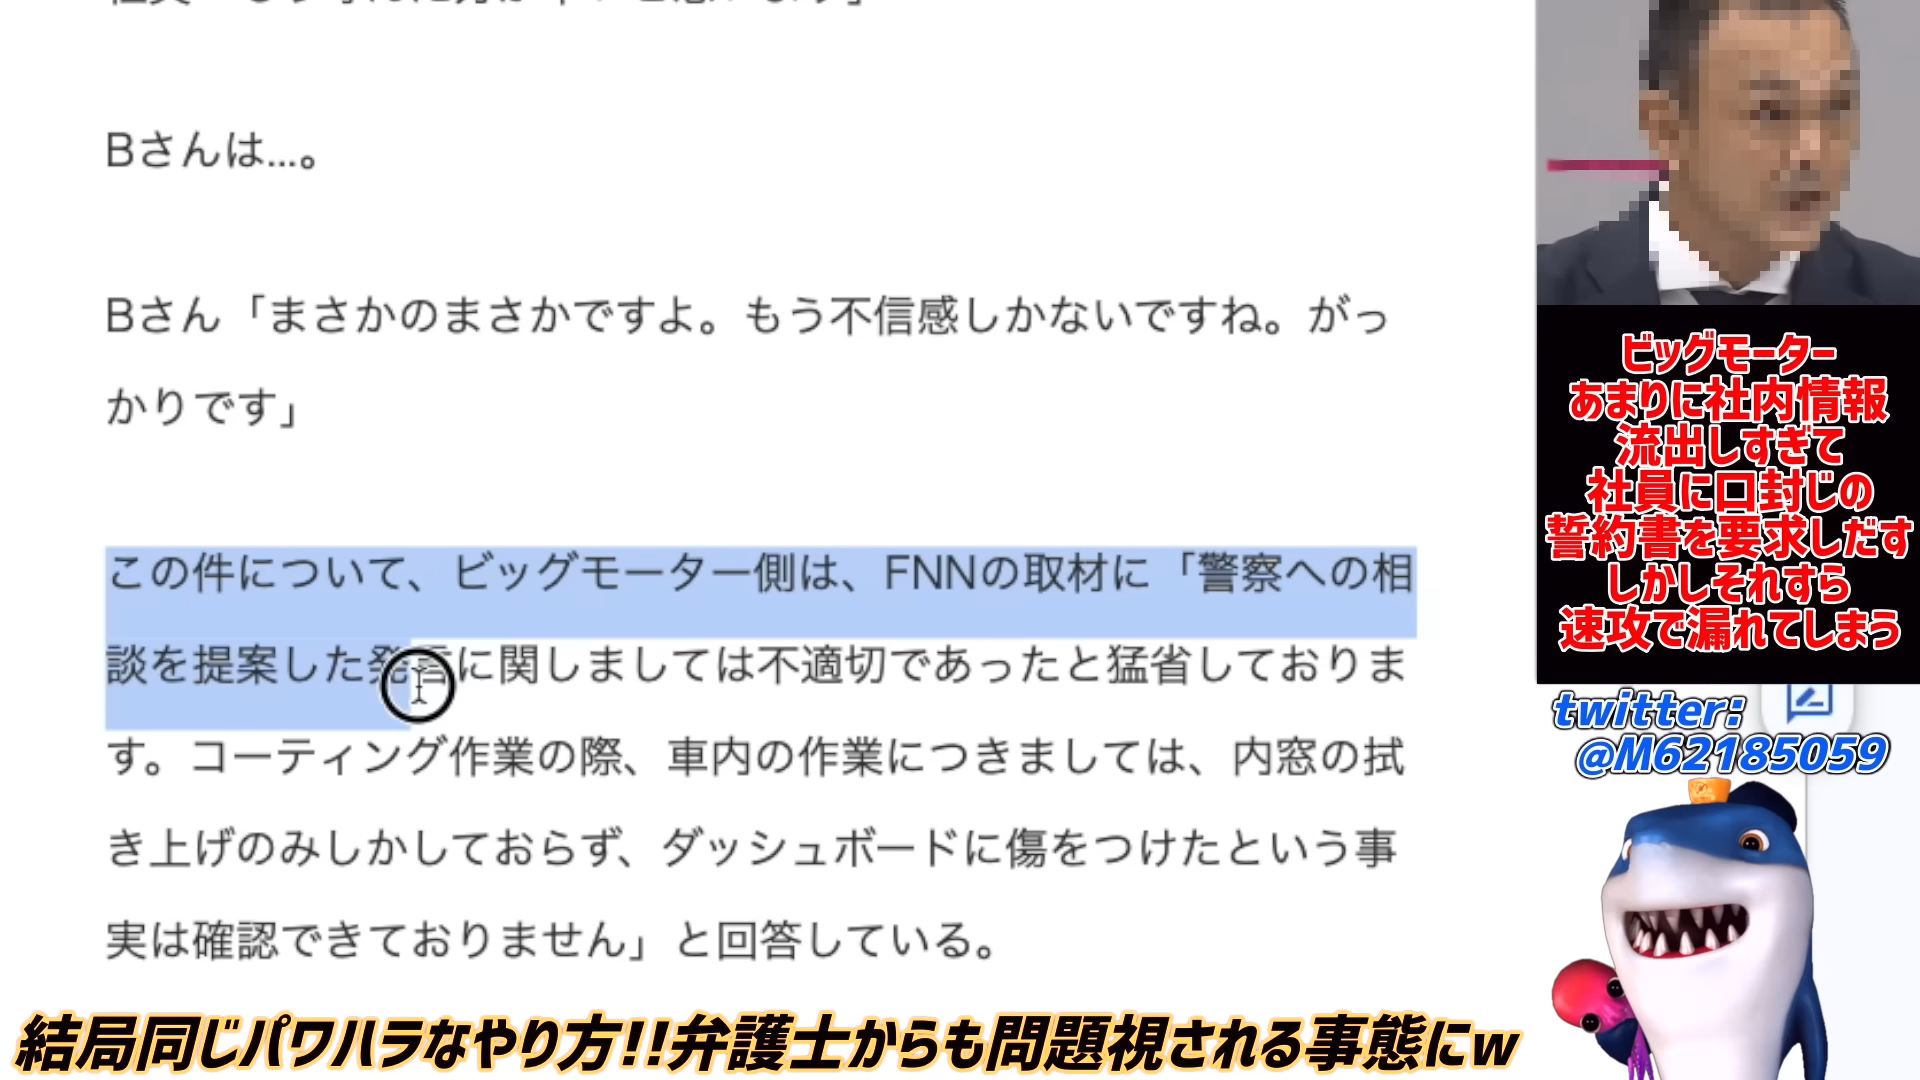 Bさんは…。
Bさん「まさかのまさかですよ。もう不信感しかないですね。がっ
かりです」
この件について、ビッグモーター側は、FNNの取材に「警察への相
談を提案した発言に関しましては不適切であったと猛省しておりま
す。コーティング作業の際、車内の作業につきましては、内窓の拭
き上げのみしかしておらず、ダッシュボードに傷をつけたという事
実は確認できておりません」と回答している。
ビッグモーター
あまりに社内情報
流出しすぎて
社員に口封じの
誓約書を要求しだす
しかしそれすら
速攻で漏れてしまう
twitter:
@M62185059
結局同じパワハラなやり方!!弁護士からも問題視される事態にw